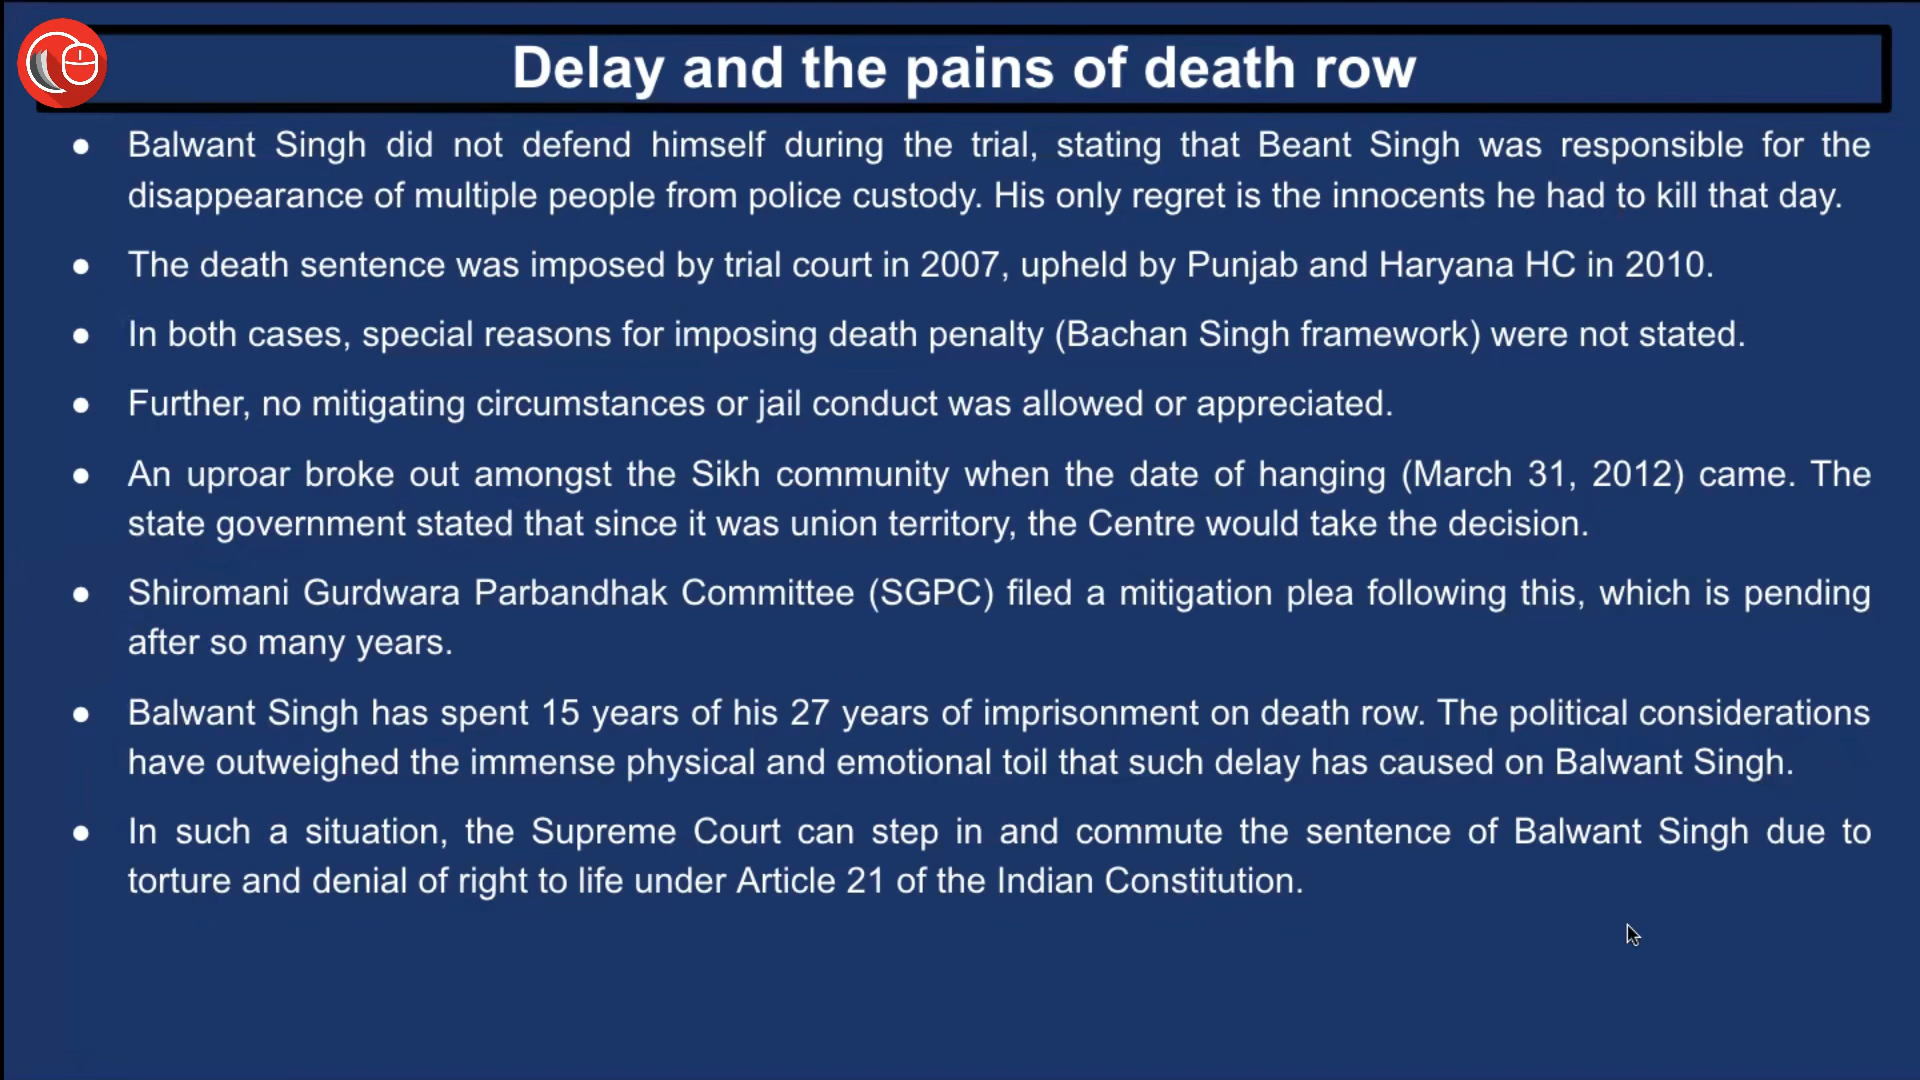 Delay and the pains of death row
● Balwant Singh did not defend himself during the trial, stating that Beant Singh was responsible for the
disappearance of multiple people from police custody. His only regret is the innocents he had to kill that day.
● The death sentence was imposed by trial court in 2007, upheld by Punjab and Haryana HC in 2010.
● In both cases, special reasons for imposing death penalty (Bachan Singh framework) were not stated.
● Further, no mitigating circumstances or jail conduct was allowed or appreciated.
● An uproar broke out amongst the Sikh community when the date of hanging (March 31, 2012) came. The
state government stated that since it was union territory, the Centre would take the decision.
● Shiromani Gurdwara Parbandhak Committee (SGPC) filed a mitigation plea following this, which is pending
after so many years.
● Balwant Singh has spent 15 years of his 27 years of imprisonment on death row. The political considerations
have outweighed the immense physical and emotional toil that such delay has caused on Balwant Singh.
● In such a situation, the Supreme Court can step in and commute the sentence of Balwant Singh due to
torture and denial of right to life under Article 21 of the Indian Constitution.